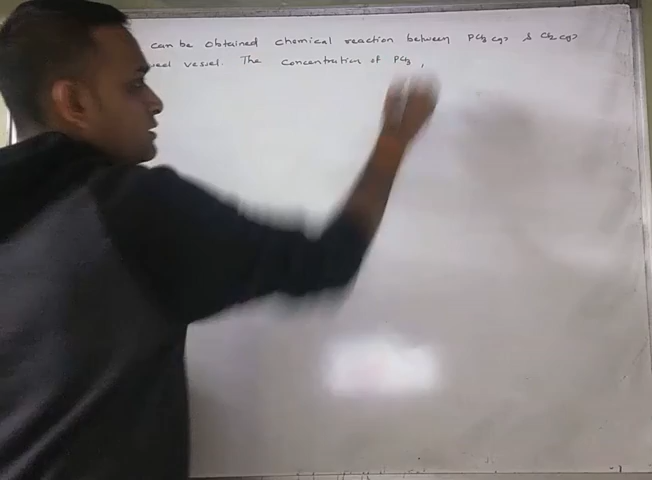 can be Obtained chemical reaction between PCl3 (g) & Cl2 (g)
vessel. The Concentration of PCl3 ,